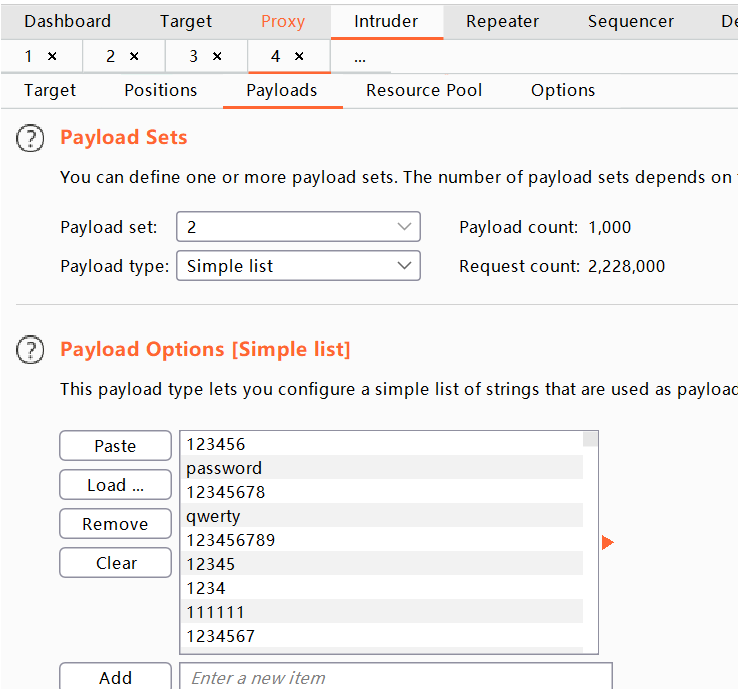 Dashboard Target Proxy Intruder Repeater Sequencer De
1 × 2 × 3 × 4 × ...
Target Positions Payloads Resource Pool Options
? Payload Sets
You can define one or more payload sets. The number of payload sets depends on
Payload set: 2 Payload count: 1,000
Payload type: Simple list Request count: 2,228,000
? Payload Options [Simple list]
This payload type lets you configure a simple list of strings that are used as payload
Paste
Load ...
Remove
Clear
123456
password
12345678
qwerty
123456789
12345
1234
111111
1234567
Add Enter a new item